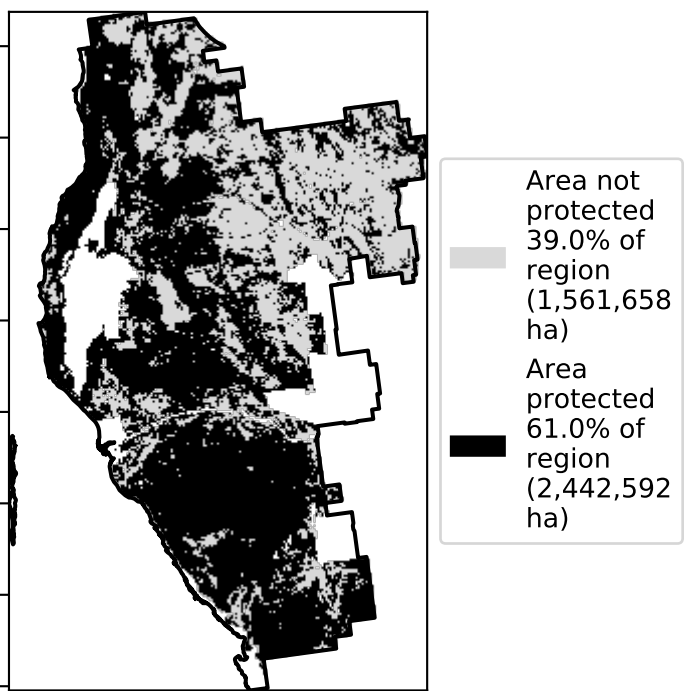 Area not
protected
39.0% of
region
(1,561,658
ha)
Area
protected
61.0% of
region
(2,442,592
ha)